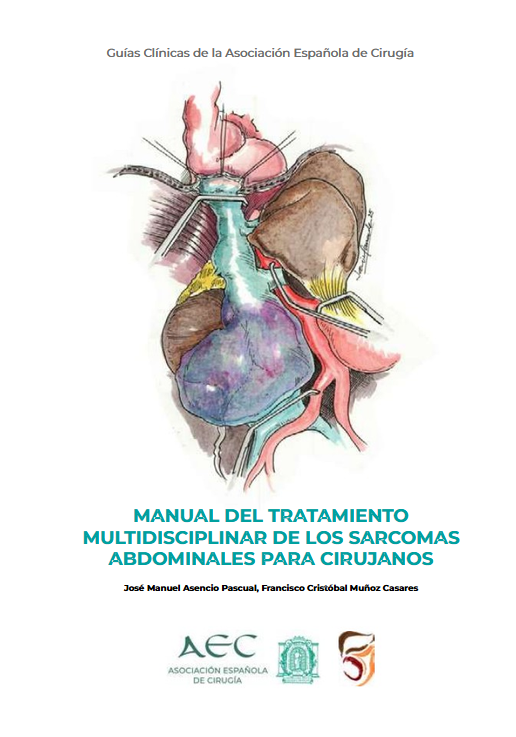 Guías Clínicas de la Asociación Española de Cirugía
MANUAL DEL TRATAMIENTO
MULTIDISCIPLINAR DE LOS SARCOMAS
ABDOMINALES PARA CIRUJANOS
José Manuel Asencio Pascual, Francisco Cristóbal Muñoz Casares
AEC
ASOCIACIÓN ESPAÑOLA
DE CIRUGÍA